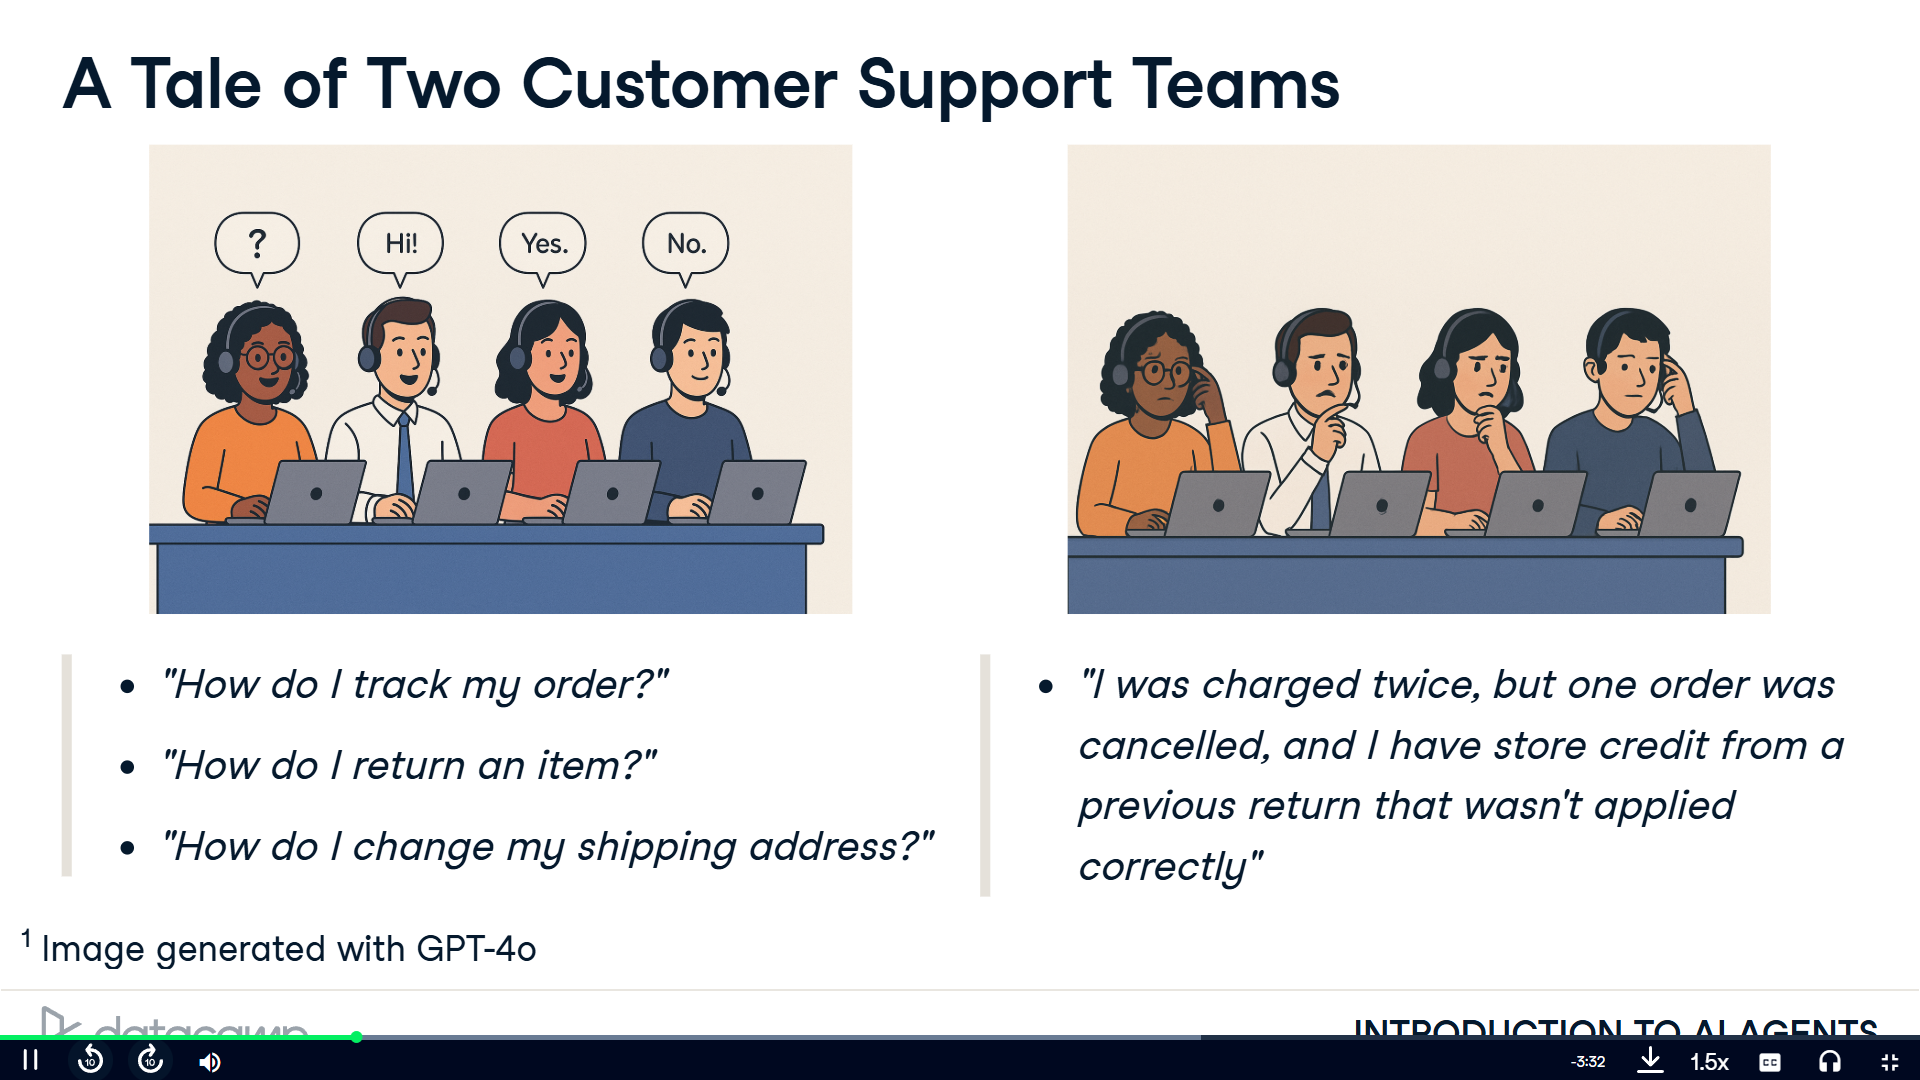 A Tale of Two Customer Support Teams
?
Hi!
Yes.
No.
• "How do I track my order?"
• "How do I return an item?"
• "How do I change my shipping address?"
• "I was charged twice, but one order was
cancelled, and I have store credit from a
previous return that wasn't applied
correctly"
1 Image generated with GPT-4o
datacamp
INTRODUCTION TO AI AGENTS
10
10
-3:32
1.5x
CC